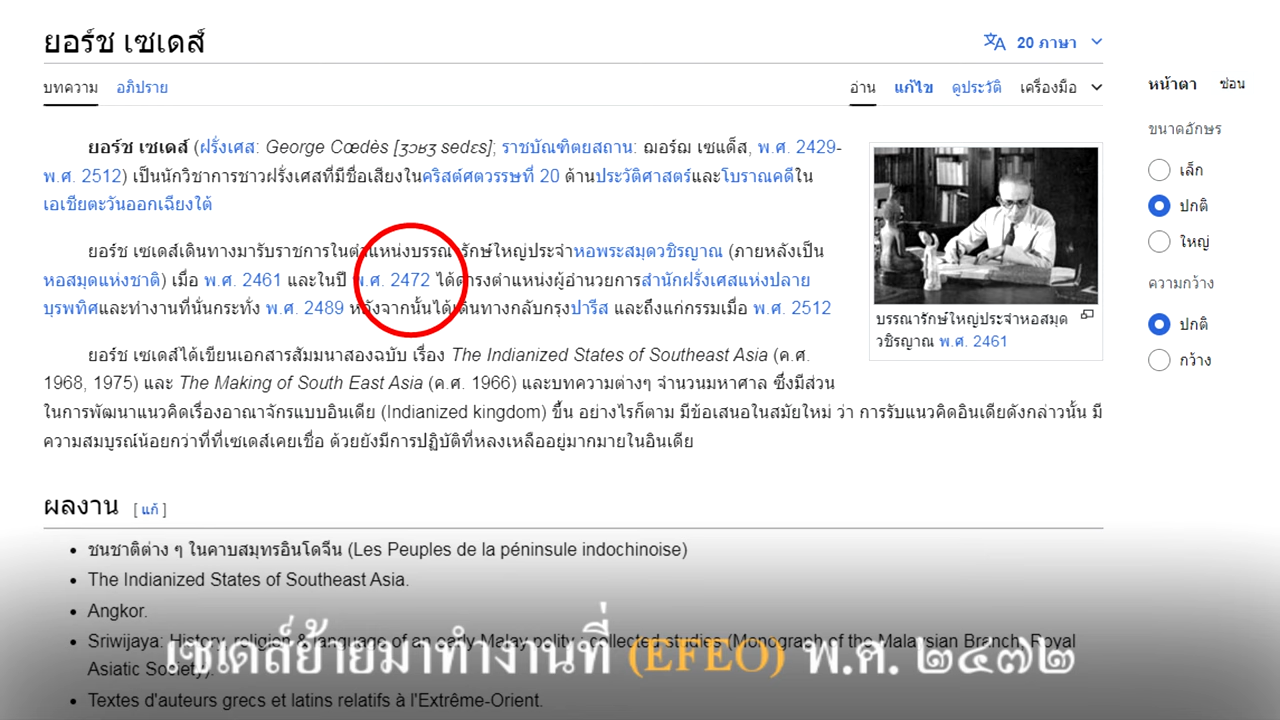 ยอร์ช เซเดส์
20 ภาษา
บทความ อภิปราย
อ่าน แก้ไข ดูประวัติ เครื่องมือ
หน้าตา ซ่อน
ขนาดอักษร
เล็ก
ปกติ
ใหญ่
ความกว้าง
ปกติ
กว้าง
ยอร์ช เซเดส์ (ฝรั่งเศส: George Cœdès [ʒɔʁʒ sedɛs]; ราชบัณฑิตยสถาน: ฌอร์ฌ เซแด็ส, พ.ศ. 2429-
พ.ศ. 2512) เป็นนักวิชาการชาวฝรั่งเศสที่มีชื่อเสียงในคริสต์ศตวรรษที่ 20 ด้านประวัติศาสตร์และโบราณคดีใน
เอเชียตะวันออกเฉียงใต้
ยอร์ช เซเดส์เดินทางมารับราชการในตำแหน่งบรรณารักษ์ใหญ่ประจำหอพระสมุดวชิรญาณ (ภายหลังเป็น
หอสมุดแห่งชาติ) เมื่อ พ.ศ. 2461 และในปี พ.ศ. 2472 ได้ดำรงตำแหน่งผู้อำนวยการสำนักฝรั่งเศสแห่งปลาย
บุรพทิศและทำงานที่นั่นกระทั่ง พ.ศ. 2489 หลังจากนั้นได้เดินทางกลับกรุงปารีส และถึงแก่กรรมเมื่อ พ.ศ. 2512
บรรณารักษ์ใหญ่ประจำหอสมุด
วชิรญาณ พ.ศ. 2461
ยอร์ช เซเดส์ได้เขียนเอกสารสัมมนาสองฉบับ เรื่อง The Indianized States of Southeast Asia (ค.ศ.
1968, 1975) และ The Making of South East Asia (ค.ศ. 1966) และบทความต่างๆ จำนวนมหาศาล ซึ่งมีส่วน
ในการพัฒนาแนวคิดเรื่องอาณาจักรแบบอินเดีย (Indianized kingdom) ขึ้น อย่างไรก็ตาม มีข้อเสนอในสมัยใหม่ ว่า การรับแนวคิดอินเดียดังกล่าวนั้น มี
ความสมบูรณ์น้อยกว่าที่ที่เซเดส์เคยเชื่อ ด้วยยังมีการปฏิบัติที่หลงเหลืออยู่มากมายในอินเดีย
ผลงาน [ แก้ ]
ชนชาติต่าง ๆ ในคาบสมุทรอินโดจีน (Les Peuples de la péninsule indochinoise)
The Indianized States of Southeast Asia.
Angkor.
Sriwijaya: History, religion & language of an early Malay polity : collected studies (Monograph of the Malaysian Branch, Royal
Asiatic Society).
เซเดส์ย้ายมาทำงานที่ (EFEO) พ.ศ. ๒๔๗๒
Textes d'auteurs grecs et latins relatifs à l'Extrême-Orient.